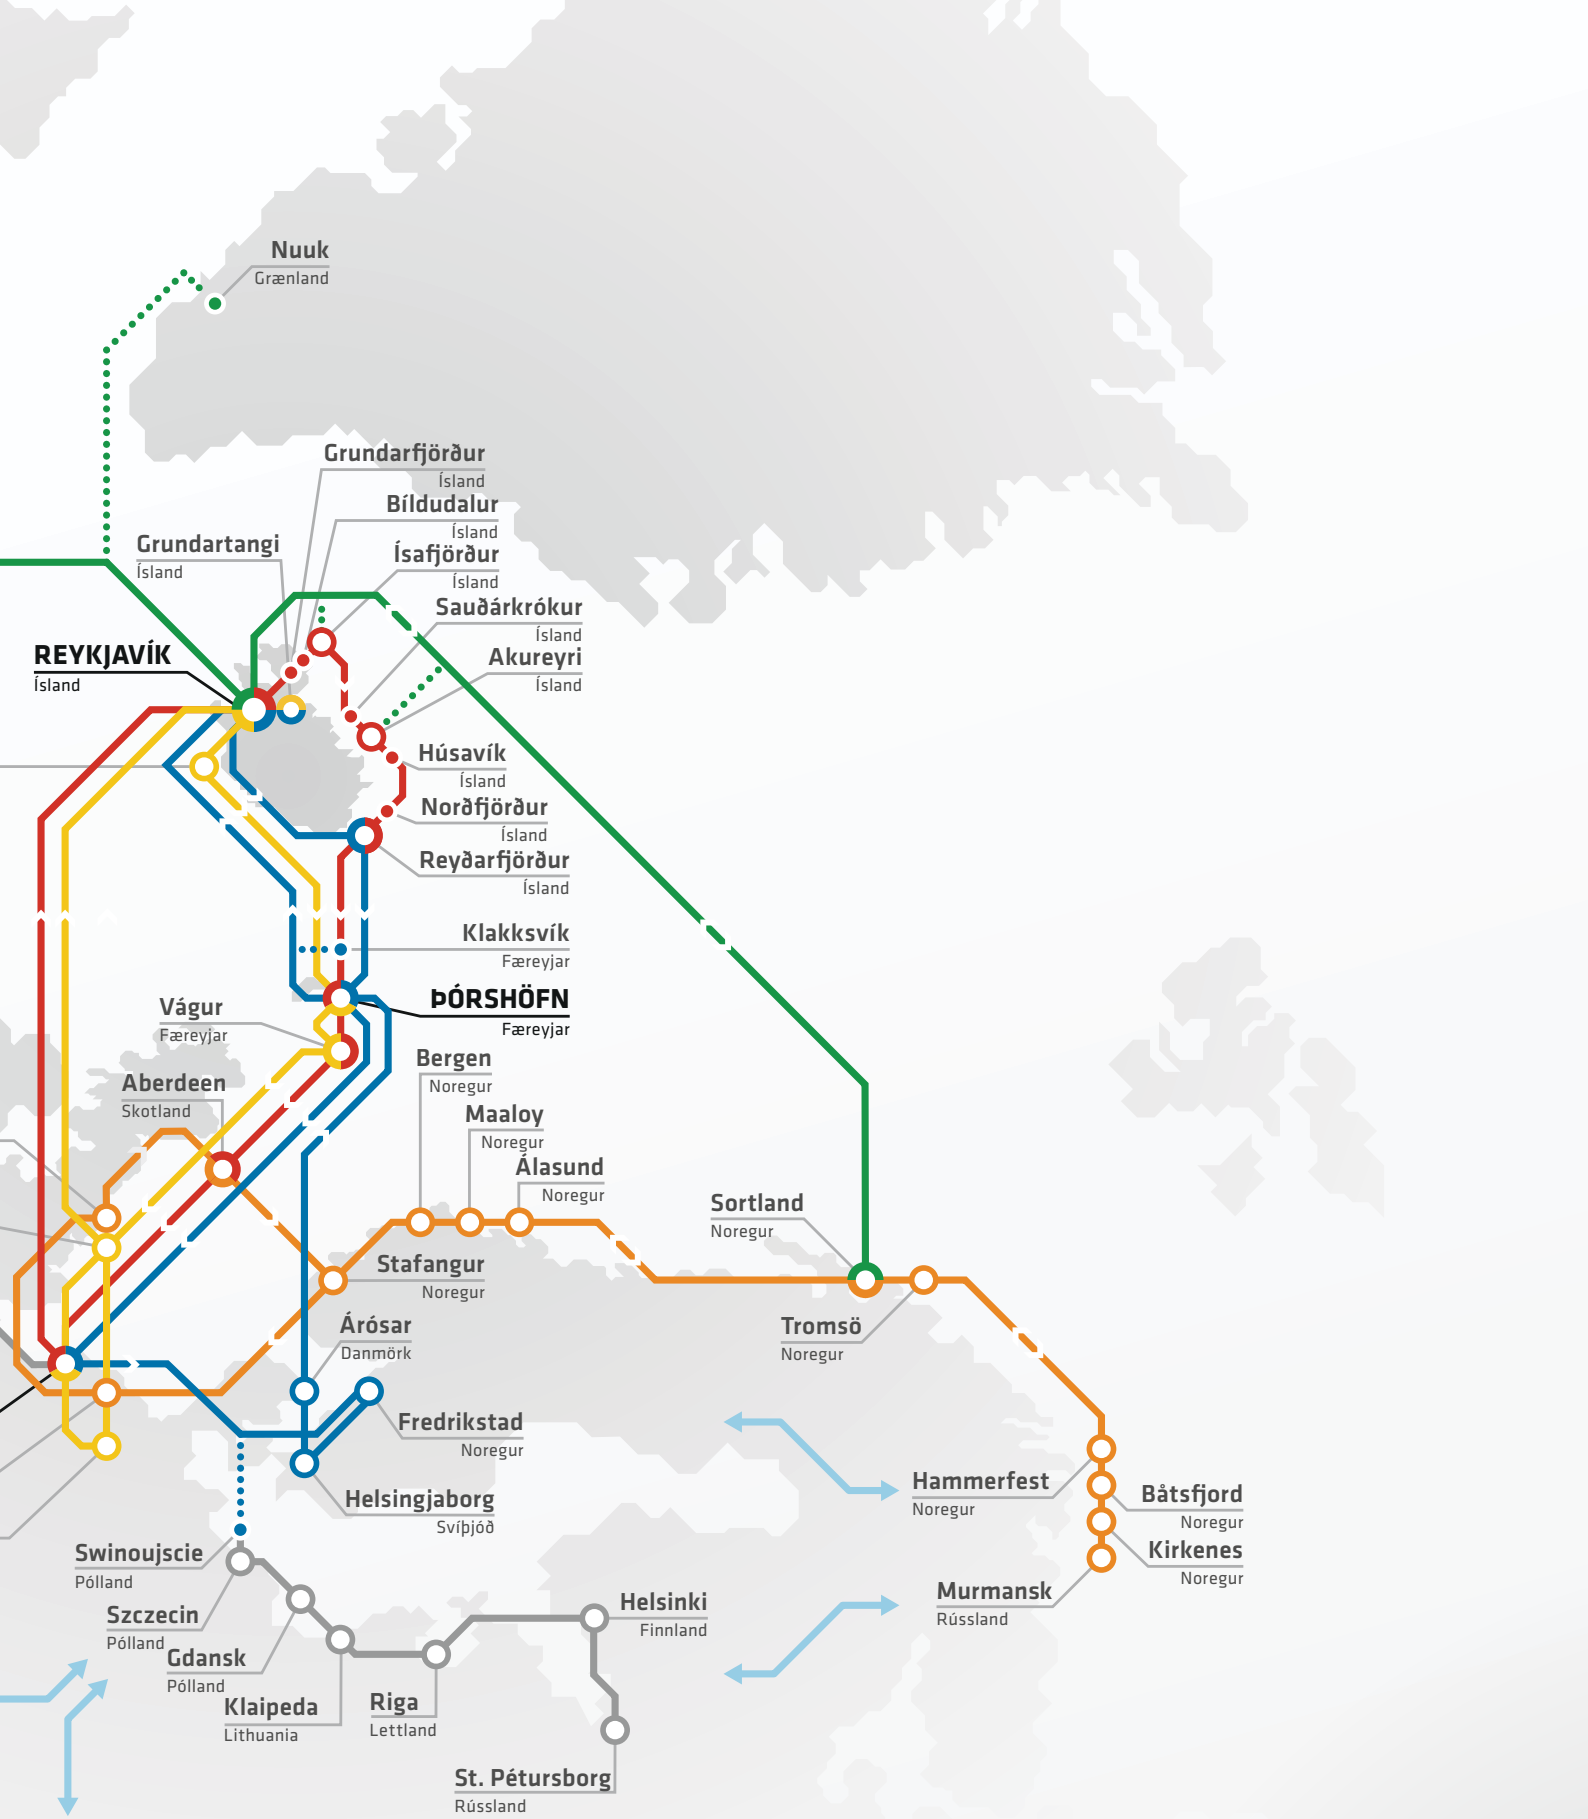 Nuuk
Grænland
Grundarfjörður
Ísland
Bíldudalur
Ísland
Grundartangi
Ísland
Ísafjörður
Ísland
Sauðárkrókur
Ísland
REYKJAVÍK
Ísland
Akureyri
Ísland
Húsavík
Ísland
Norðfjörður
Ísland
Reyðarfjörður
Ísland
Klakksvík
Færeyjar
ÞÓRSHÖFN
Færeyjar
Vágur
Færeyjar
Bergen
Noregur
Aberdeen
Skotland
Maaloy
Noregur
Álasund
Noregur
Sortland
Noregur
Stafangur
Noregur
Árósar
Danmörk
Tromsö
Noregur
Fredrikstad
Noregur
Hammerfest
Noregur
Båtsfjord
Noregur
Helsingjaborg
Svíþjóð
Swinoujscie
Pólland
Kirkenes
Noregur
Murmansk
Rússland
Szczecin
Pólland
Helsinki
Finnland
Gdansk
Pólland
Klaipeda
Lithuania
Riga
Lettland
St. Pétursborg
Rússland